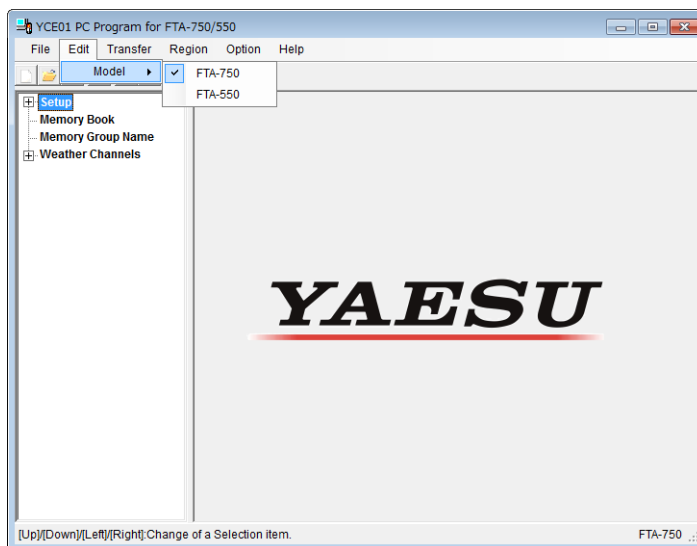 YCE01 PC Program for FTA-750/550
File Edit Transfer Region Option Help
Model FTA-750
FTA-550
Setup
Memory Book
Memory Group Name
Weather Channels
YAESU
[Up]/[Down]/[Left]/[Right]:Change of a Selection item. FTA-750